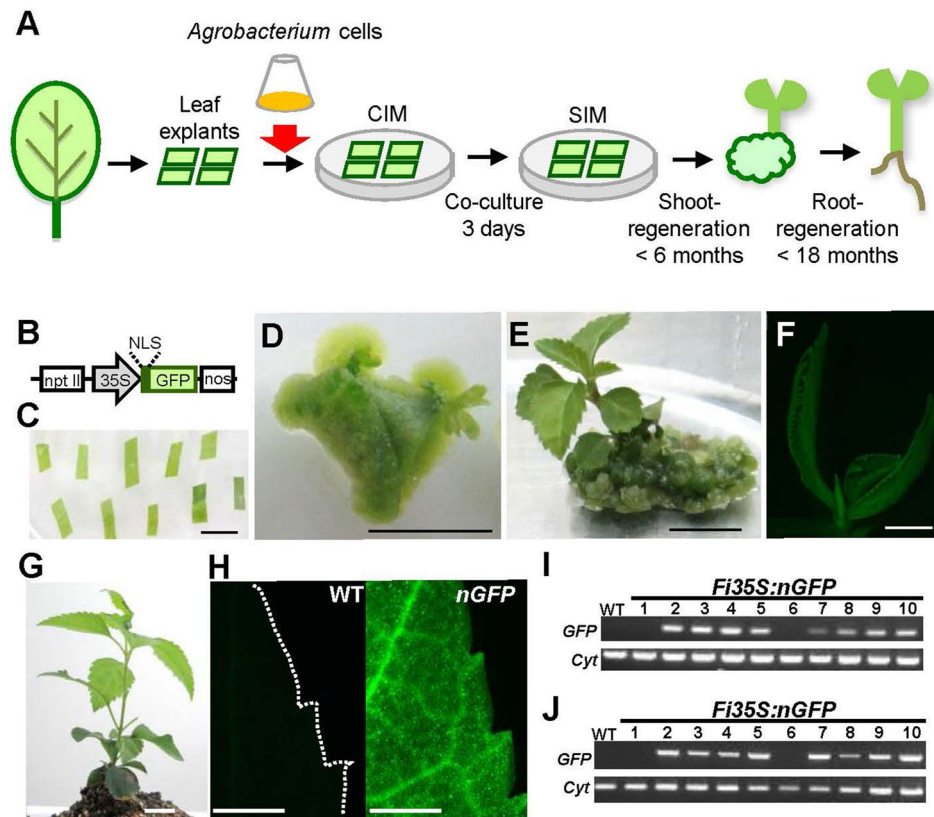 A
Agrobacterium cells
Leaf
explants
CIM
SIM
Co-culture
3 days
Shoot-
regeneration
< 6 months
Root-
regeneration
< 18 months
B
NLS
npt II
35S
GFP
nos
C
D
E
F
G
H
WT
nGFP
I
Fi35S:nGFP
WT 1 2 3 4 5 6 7 8 9 10
GFP
Cyt
J
Fi35S:nGFP
WT 1 2 3 4 5 6 7 8 9 10
GFP
Cyt